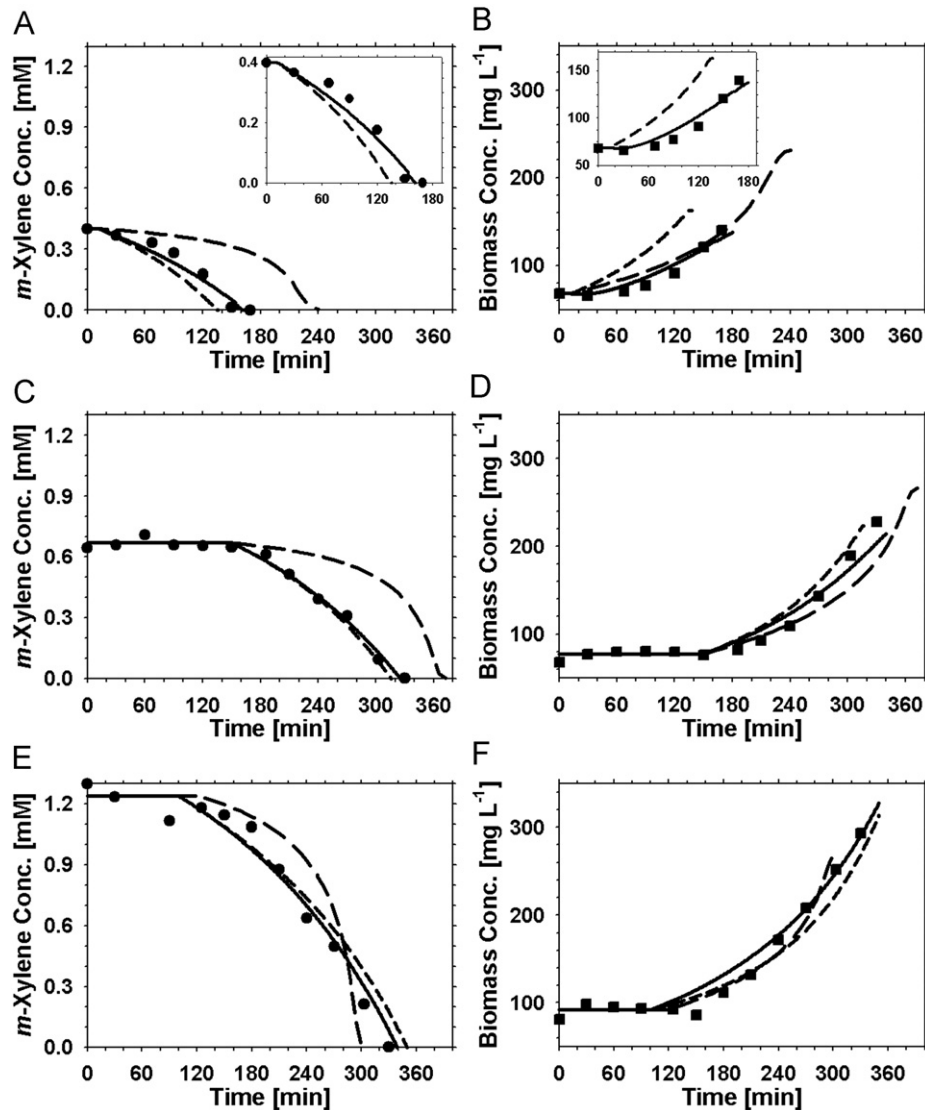 A
m-Xylene Conc. [mM]
1.2
0.9
0.6
0.3
0.0
0.4
0.2
0.0
0 60 120 180
0 60 120 180 240 300 360
Time [min]
B
Biomass Conc. [mg L-1]
300
200
100
150
100
50
0 60 120 180
0 60 120 180 240 300 360
Time [min]
C
m-Xylene Conc. [mM]
1.2
0.9
0.6
0.3
0.0
0 60 120 180 240 300 360
Time [min]
D
Biomass Conc. [mg L-1]
300
200
100
0 60 120 180 240 300 360
Time [min]
E
m-Xylene Conc. [mM]
1.2
0.9
0.6
0.3
0.0
0 60 120 180 240 300 360
Time [min]
F
Biomass Conc. [mg L-1]
300
200
100
0 60 120 180 240 300 360
Time [min]